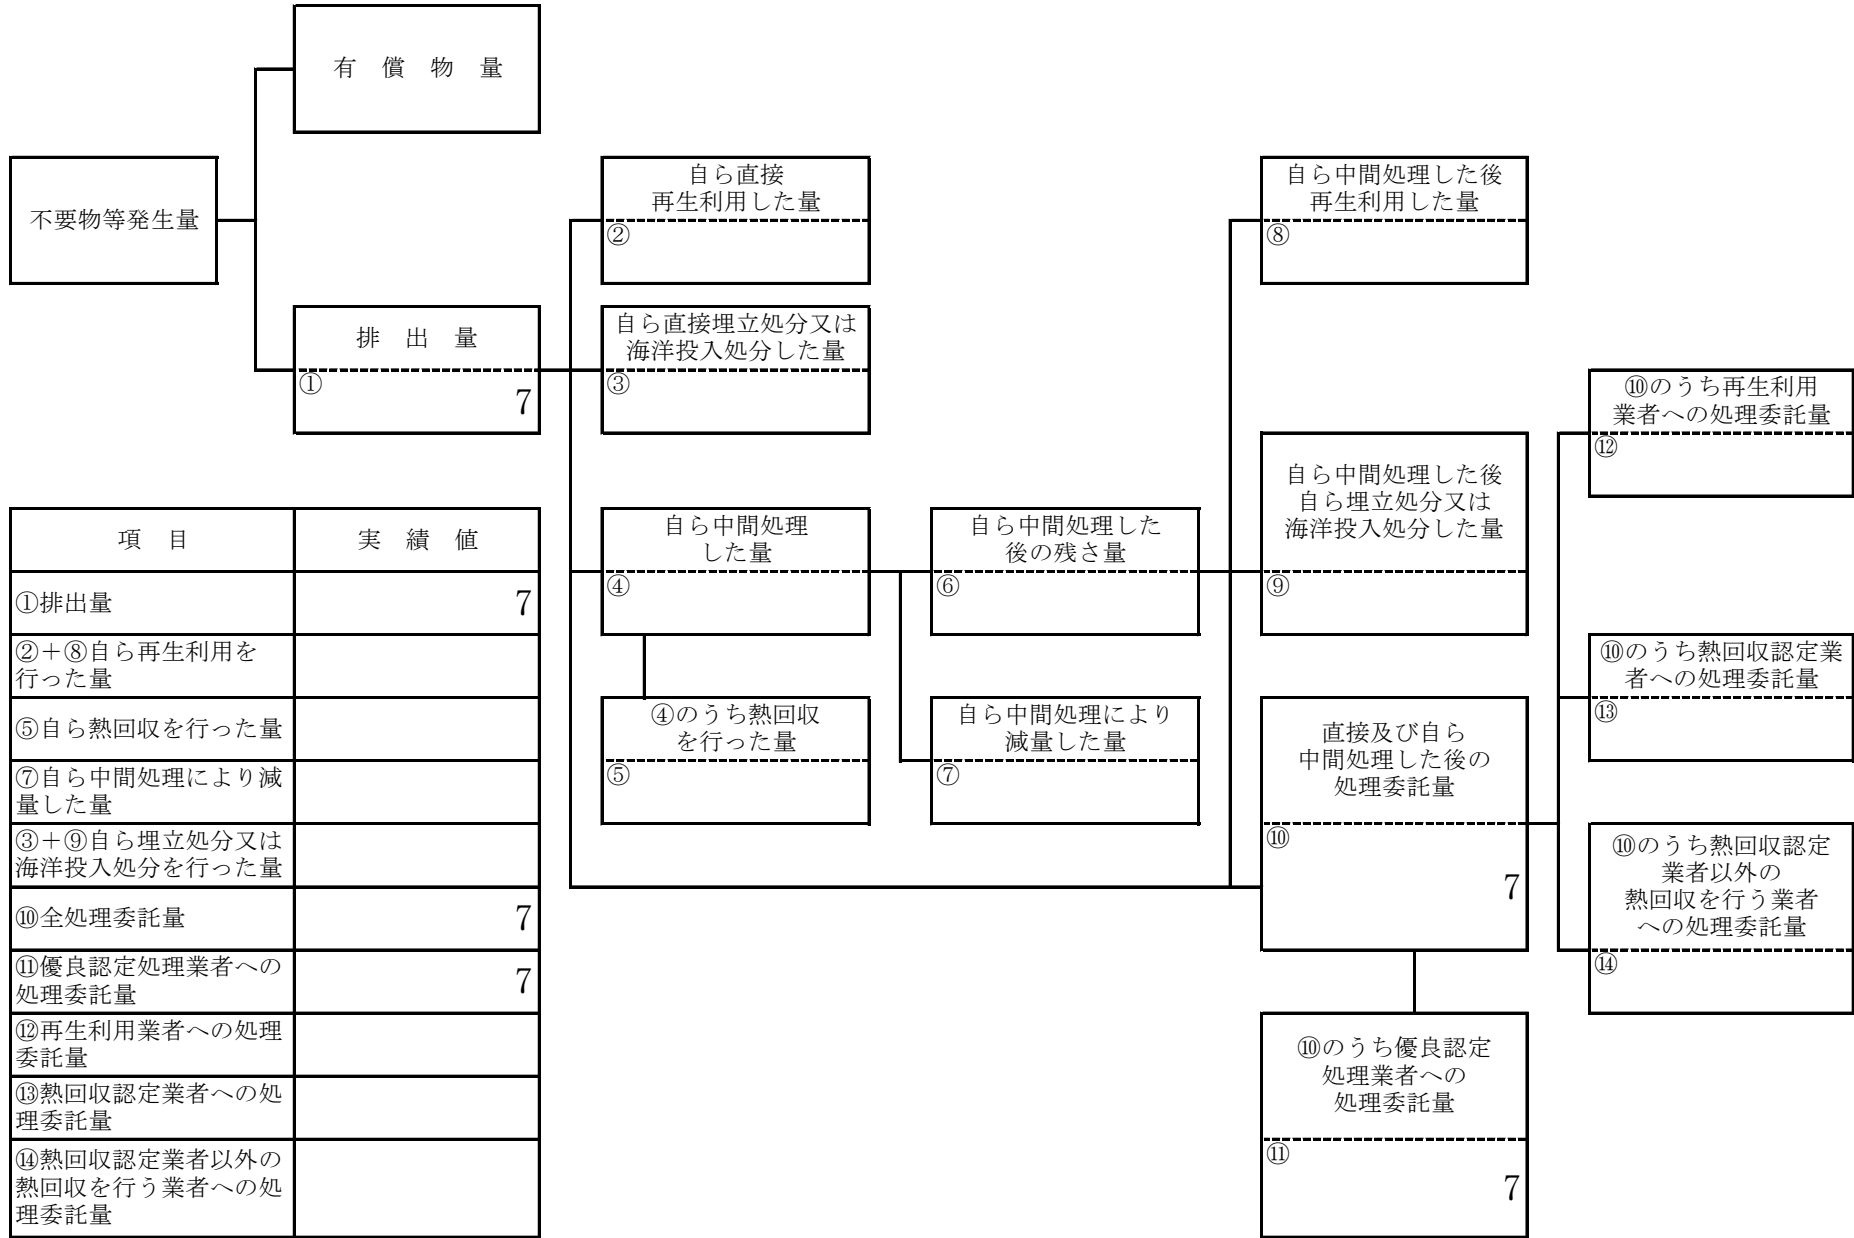 有　償　物　量
不要物等発生量
排　出　量
①
7
自ら直接
再生利用した量
②
自ら直接埋立処分又は
海洋投入処分した量
③
自ら中間処理
した量
④
④のうち熱回収
を行った量
⑤
自ら中間処理した
後の残さ量
⑥
自ら中間処理により
減量した量
⑦
自ら中間処理した後
再生利用した量
⑧
自ら中間処理した後
自ら埋立処分又は
海洋投入処分した量
⑨
直接及び自ら
中間処理した後の
処理委託量
⑩
7
⑩のうち優良認定
処理業者への
処理委託量
⑪
7
⑩のうち再生利用
業者への処理委託量
⑫
⑩のうち熱回収認定業
者への処理委託量
⑬
⑩のうち熱回収認定
業者以外の
熱回収を行う業者
への処理委託量
⑭
項　目　実　績　値
①排出量　7
②＋⑧自ら再生利用を
行った量
⑤自ら熱回収を行った量
⑦自ら中間処理により減
量した量
③＋⑨自ら埋立処分又は
海洋投入処分を行った量
⑩全処理委託量　7
⑪優良認定処理業者への
処理委託量　7
⑫再生利用業者への処理
委託量
⑬熱回収認定業者への処
理委託量
⑭熱回収認定業者以外の
熱回収を行う業者への処
理委託量